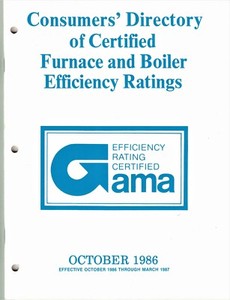 Consumers' Directory
of Certified
Furnace and Boiler
Efficiency Ratings
EFFICIENCY
RATING
CERTIFIED
Gama
OCTOBER 1986
EFFECTIVE OCTOBER 1986 THROUGH MARCH 1987